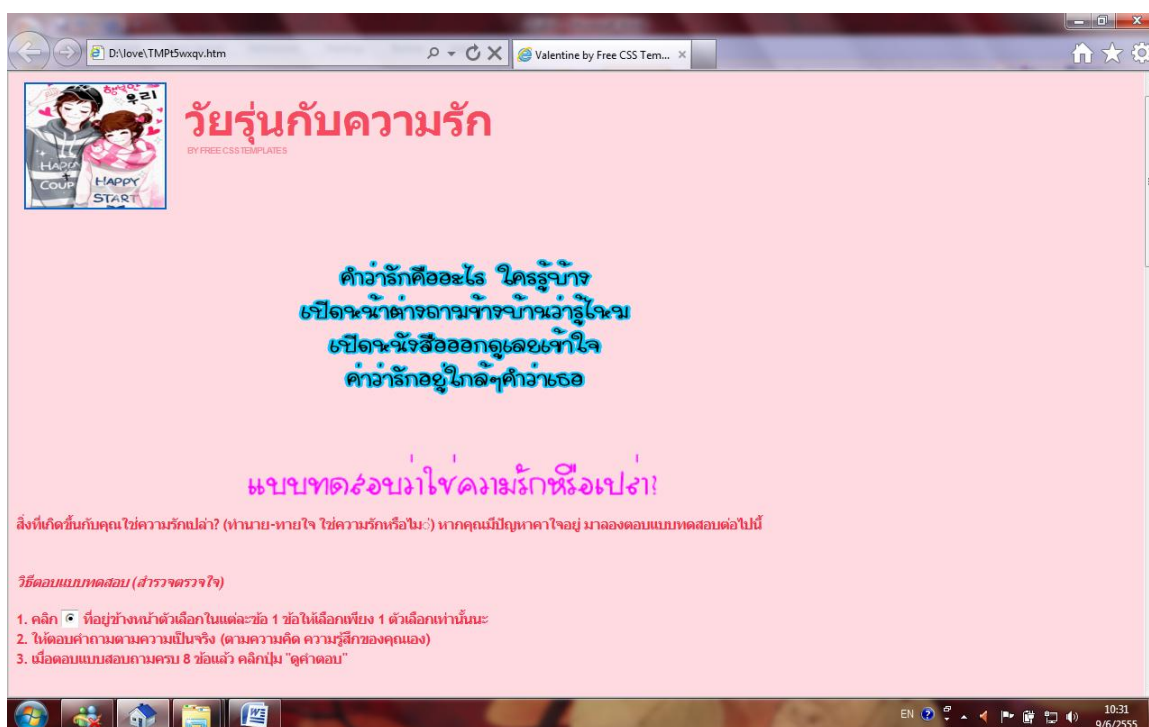 D:\love\TMPt5wxqv.htm
Valentine by Free CSS Tem...
우리
HAPPY
COUP
HAPPY
START
วัยรุ่นกับความรัก
BY FREE CSS TEMPLATES
คำว่ารักคืออะไร ใครรู้บ้าง
เปิดหน้าต่างถามข้างบ้านว่ารู้ไหม
เปิดหนังสือออกดูเลยเข้าใจ
คำว่ารักอยู่ใกล้ๆคำว่าเธอ
แบบทดสอบว่าใช่ความรักหรือเปล่า?
สิ่งที่เกิดขึ้นกับคุณใช่ความรักเปล่า? (ทำนาย-ทายใจ ใช่ความรักหรือไม่) หากคุณมีปัญหาคาใจอยู่ มาลองตอบแบบทดสอบต่อไปนี้
วิธีตอบแบบทดสอบ (สำรวจตรวจใจ)
1. คลิก ที่อยู่ข้างหน้าตัวเลือกในแต่ละข้อ 1 ข้อให้เลือกเพียง 1 ตัวเลือกเท่านั้นนะ
2. ให้ตอบคำถามตามความเป็นจริง (ตามความคิด ความรู้สึกของคุณเอง)
3. เมื่อตอบแบบสอบถามครบ 8 ข้อแล้ว คลิกปุ่ม "ดูคำตอบ"
EN
10:31
9/6/2555